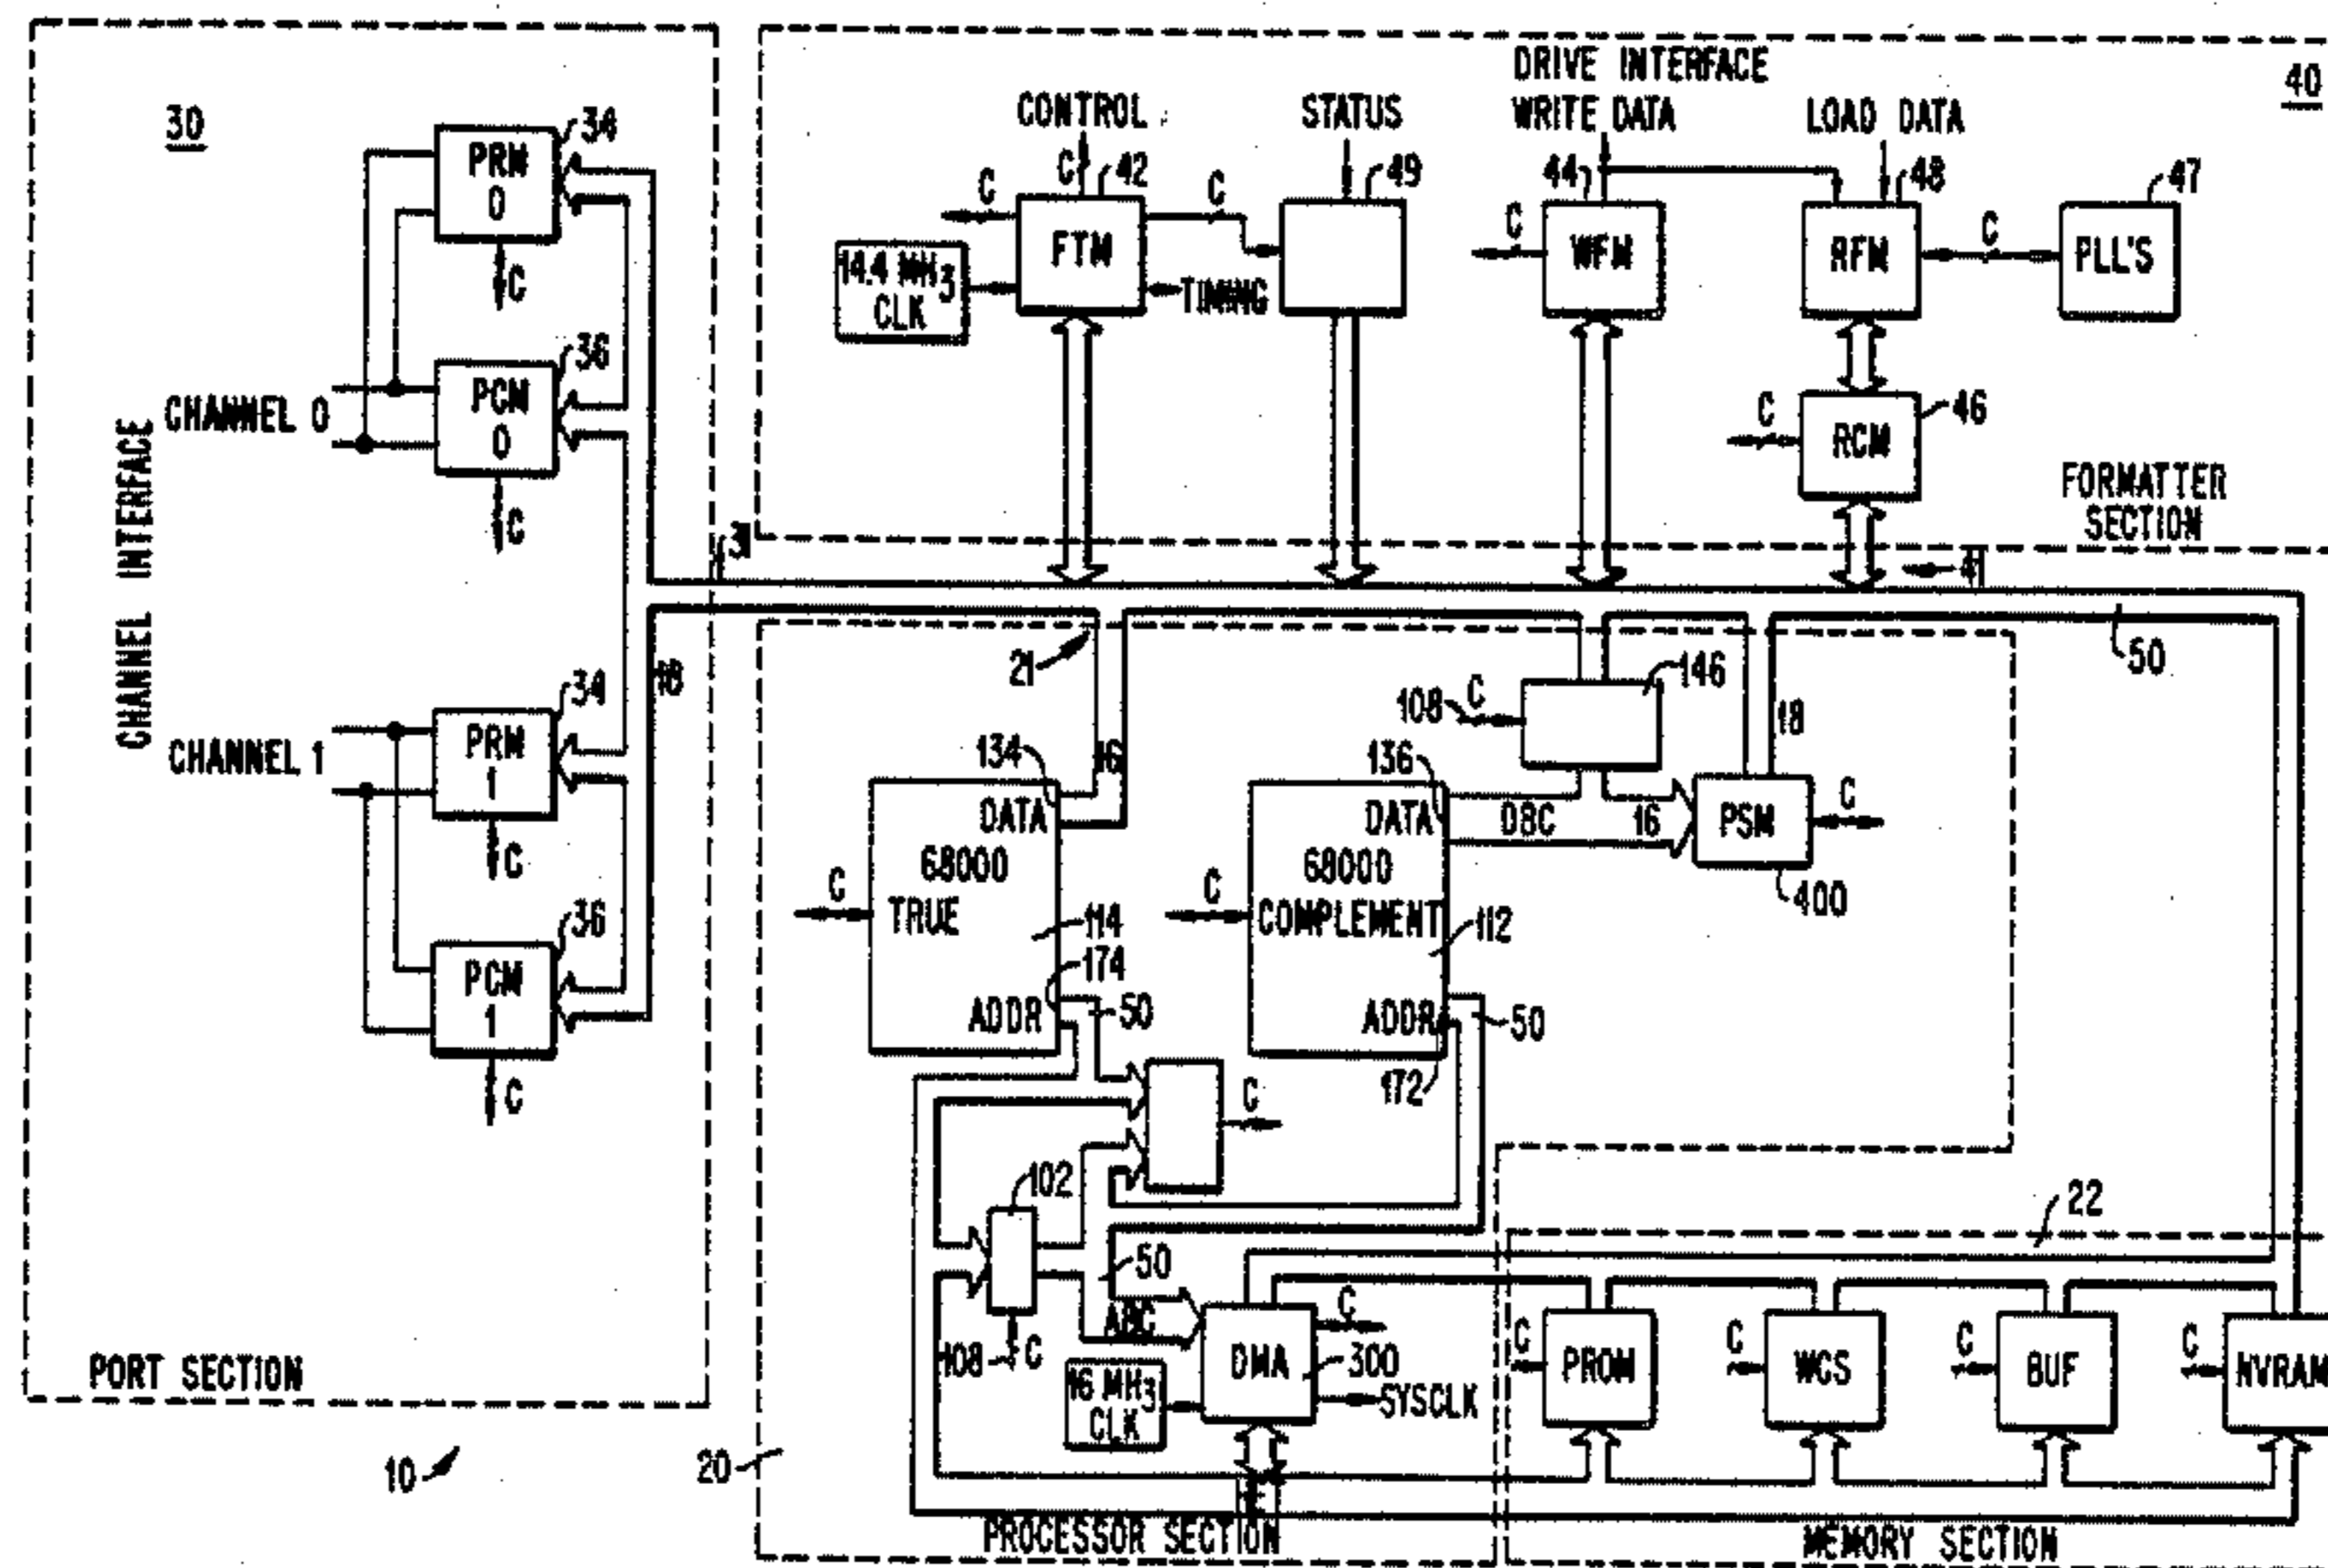 30
PRM
0
34
C
CHANNEL INTERFACE
CHANNEL 0
PCM
0
36
C
CHANNEL 1
PRM
1
34
C
PCM
1
36
C
18
31
PORT SECTION
10
DRIVE INTERFACE
40
CONTROL
STATUS
WRITE DATA
LOAD DATA
C
C
42
C
49
44
48
47
FTM
14.4 MHz
CLK
TIMING
C
WFM
RFM
C
PLL'S
C
RCM
46
FORMATTER
SECTION
50
21
146
108
C
18
134
16
136
DATA
68000
TRUE
C
114
174
ADDR
50
DATA
DBC
16
PSM
C
400
68000
COMPLEMENT
C
112
ADDR
50
172
C
102
50
ABC
108
C
16 MHz
CLK
DMA
C
300
SYSCLK
20
PROCESSOR SECTION
22
C
PROM
C
WCS
C
BUF
C
NVRAM
MEMORY SECTION